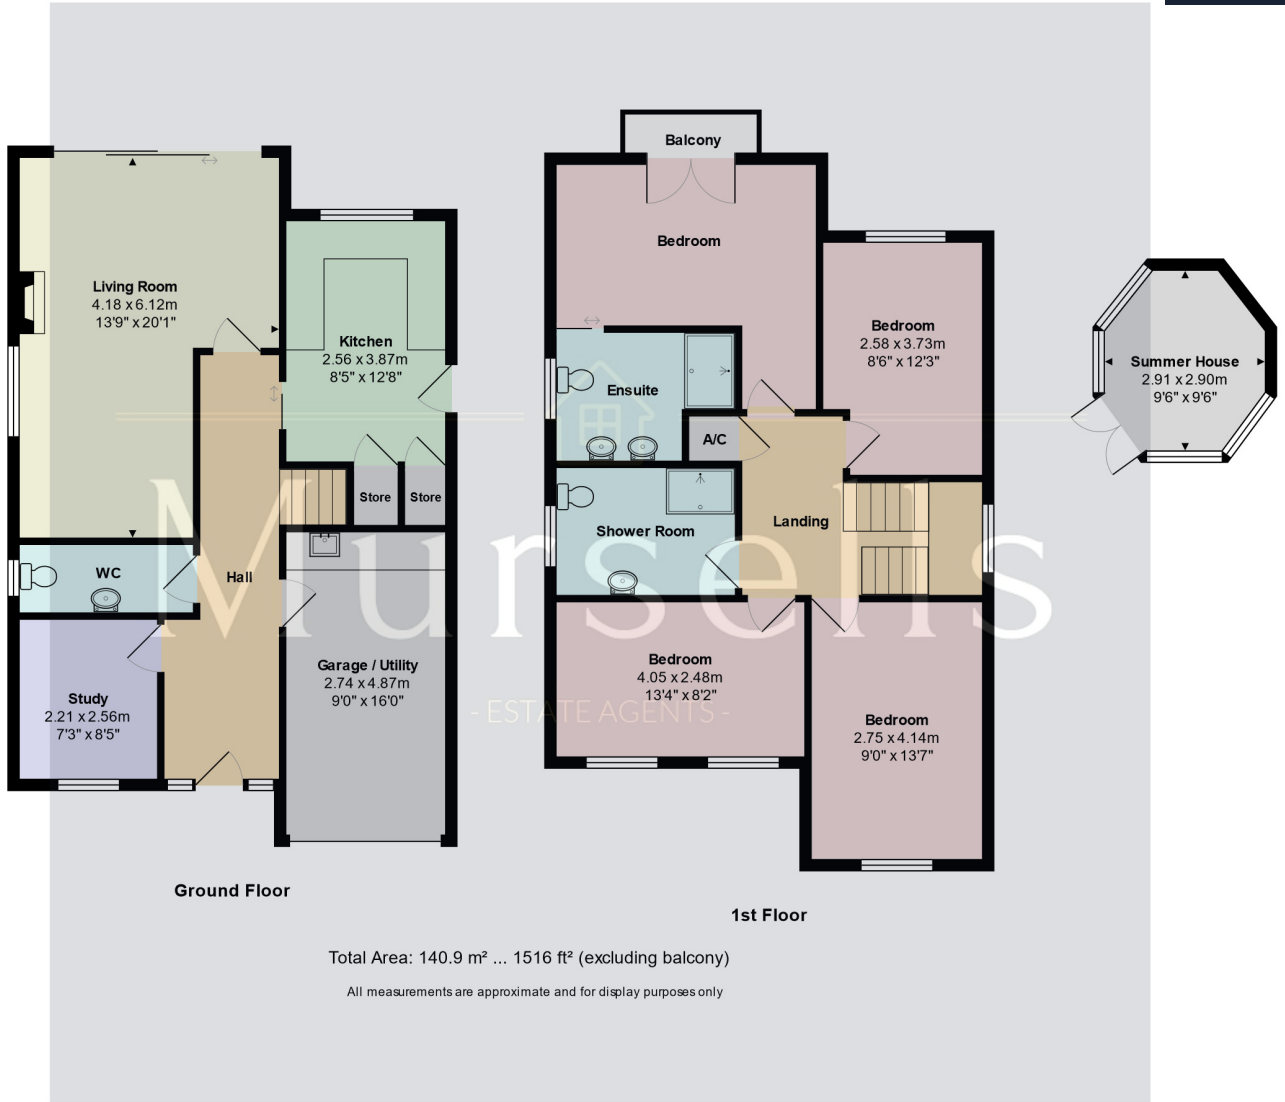 Balcony
Bedroom
Living Room
4.18 x 6.12m
13'9" x 20'1"
Kitchen
2.56 x 3.87m
8'5" x 12'8"
Bedroom
2.58 x 3.73m
8'6" x 12'3"
Summer House
2.91 x 2.90m
9'6" x 9'6"
Ensuite
A/C
Store
Store
Shower Room
Landing
WC
Hall
Mursells
- ESTATE AGENTS -
Garage / Utility
2.74 x 4.87m
9'0" x 16'0"
Study
2.21 x 2.56m
7'3" x 8'5"
Bedroom
4.05 x 2.48m
13'4" x 8'2"
Bedroom
2.75 x 4.14m
9'0" x 13'7"
Ground Floor
1st Floor
Total Area: 140.9 m² ... 1516 ft² (excluding balcony)
All measurements are approximate and for display purposes only